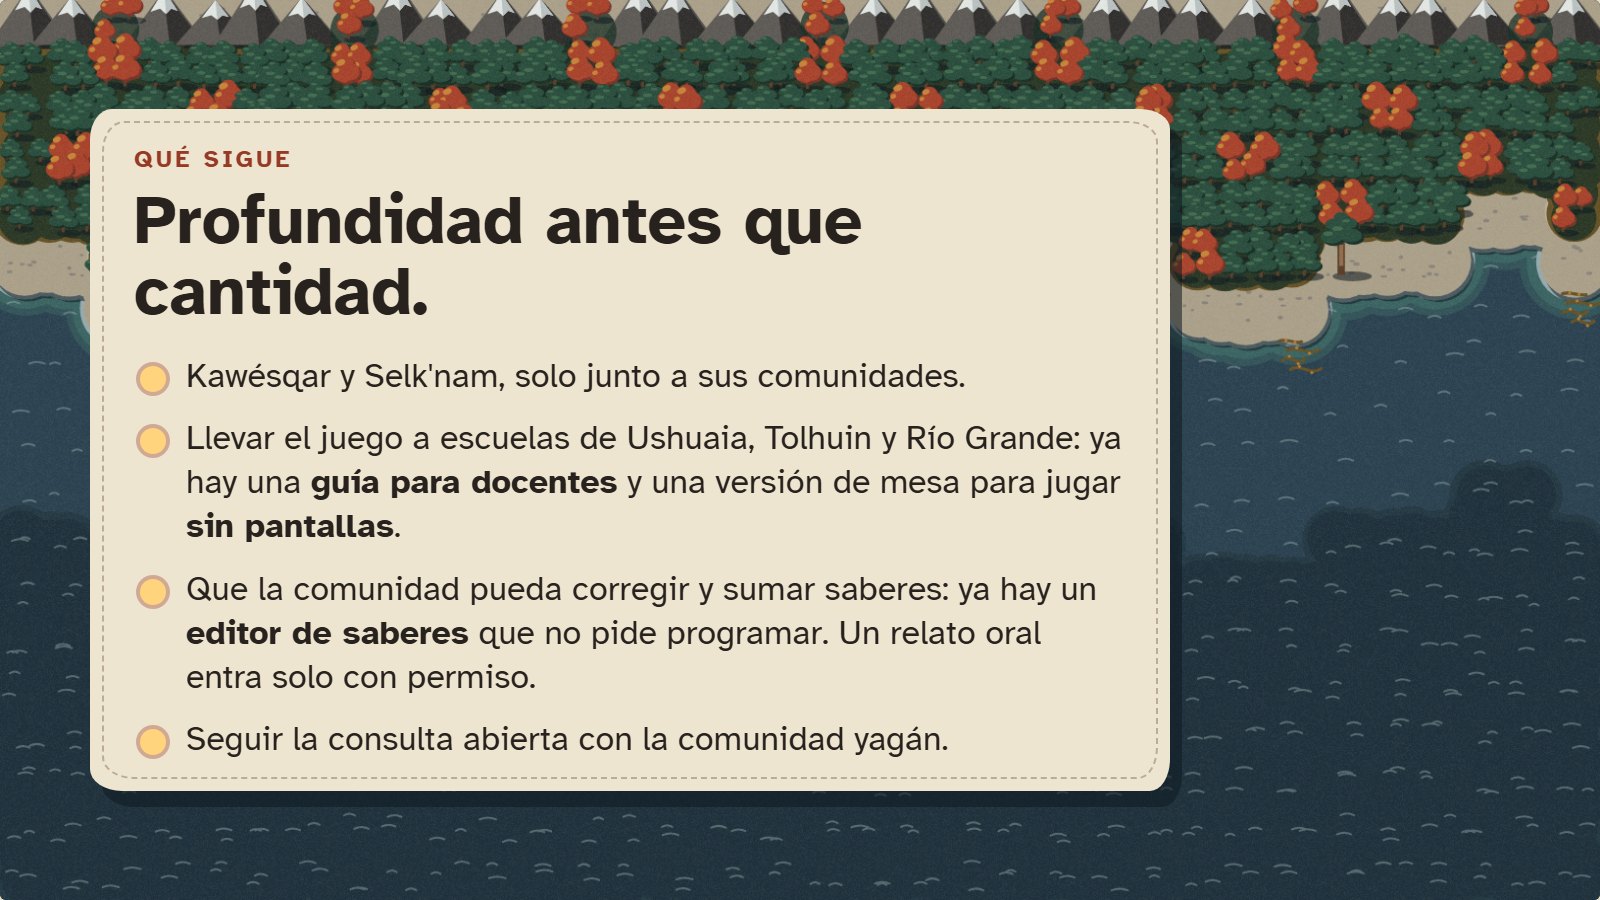 QUÉ SIGUE
Profundidad antes que
cantidad.
Kawésqar y Selk'nam, solo junto a sus comunidades.
Llevar el juego a escuelas de Ushuaia, Tolhuin y Río Grande: ya
hay una guía para docentes y una versión de mesa para jugar
sin pantallas.
Que la comunidad pueda corregir y sumar saberes: ya hay un
editor de saberes que no pide programar. Un relato oral
entra solo con permiso.
Seguir la consulta abierta con la comunidad yagán.